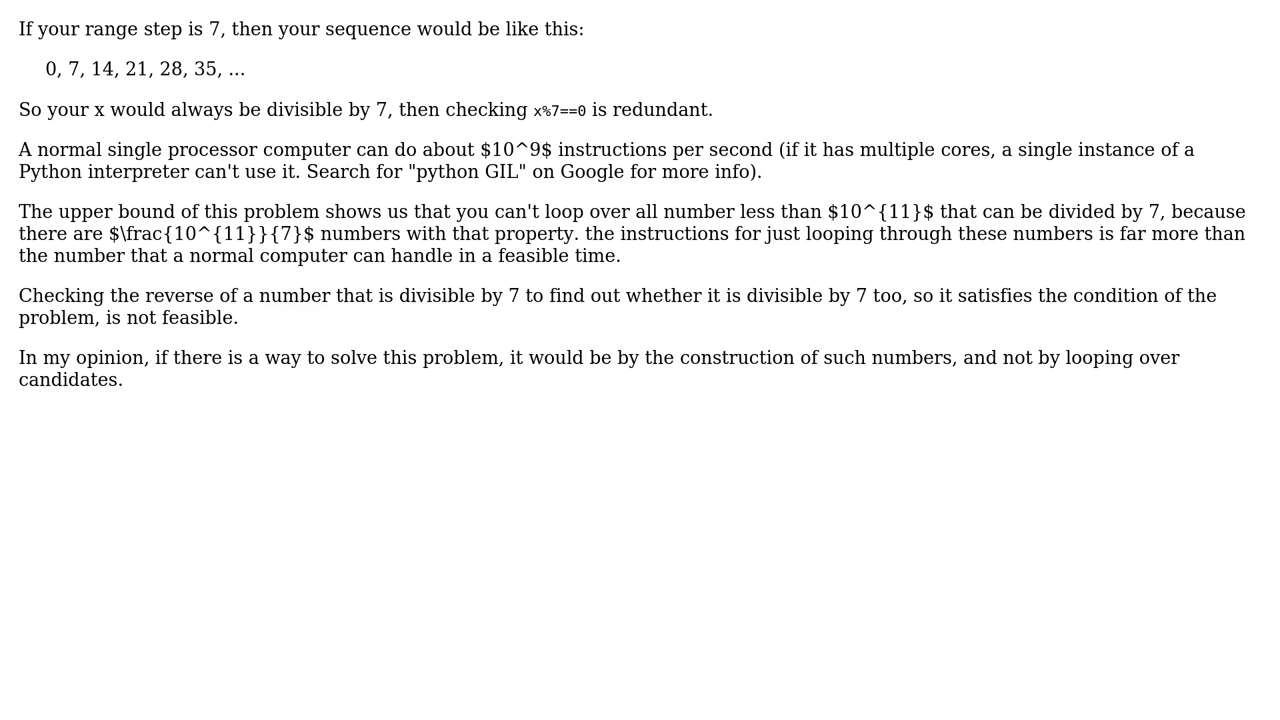 If your range step is 7, then your sequence would be like this:
0, 7, 14, 21, 28, 35, ...
So your x would always be divisible by 7, then checking x%7==0 is redundant.
A normal single processor computer can do about $10^9$ instructions per second (if it has multiple cores, a single instance of a
Python interpreter can't use it. Search for "python GIL" on Google for more info).
The upper bound of this problem shows us that you can't loop over all number less than $10^{11}$ that can be divided by 7, because
there are $\frac{10^{11}}{7}$ numbers with that property. the instructions for just looping through these numbers is far more than
the number that a normal computer can handle in a feasible time.
Checking the reverse of a number that is divisible by 7 to find out whether it is divisible by 7 too, so it satisfies the condition of the
problem, is not feasible.
In my opinion, if there is a way to solve this problem, it would be by the construction of such numbers, and not by looping over
candidates.